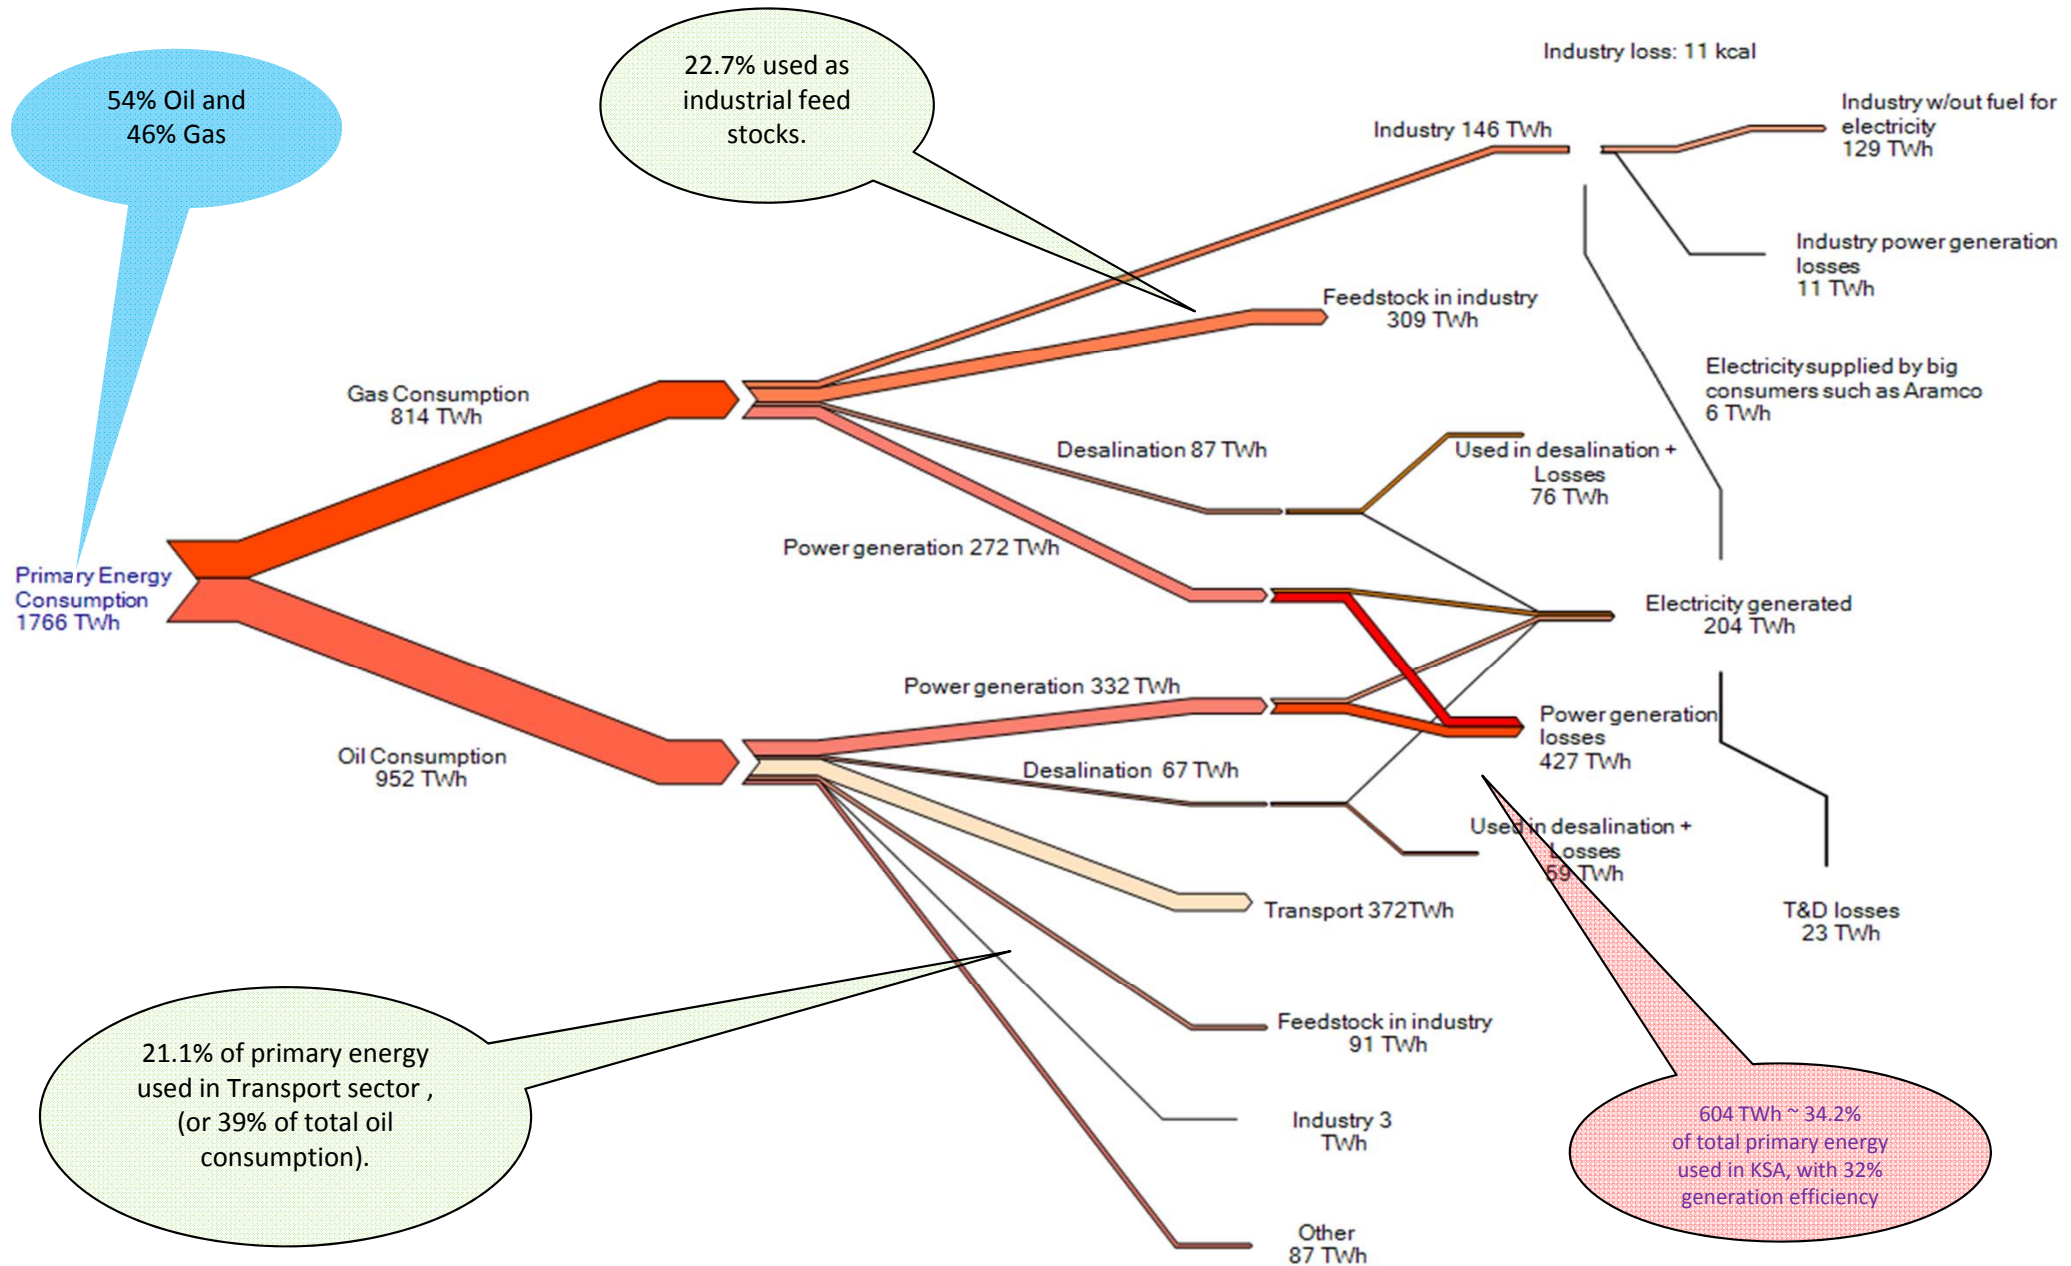 54% Oil and
46% Gas
22.7% used as
industrial feed
stocks.
Industry loss: 11 kcal
Industry 146 TWh
Industry w/out fuel for
electricity
129 TWh
Industry power generation
losses
11 TWh
Feedstock in industry
309 TWh
Electricity supplied by big
consumers such as Aramco
6 TWh
Gas Consumption
814 TWh
Desalination 87 TWh
Used in desalination +
Losses
76 TWh
Power generation 272 TWh
Primary Energy
Consumption
1766 TWh
Electricity generated
204 TWh
Power generation 332 TWh
Power generation
losses
427 TWh
Oil Consumption
952 TWh
Desalination 67 TWh
Used in desalination +
Losses
59 TWh
Transport 372TWh
T&D losses
23 TWh
Feedstock in industry
91 TWh
21.1% of primary energy
used in Transport sector ,
(or 39% of total oil
consumption).
Industry 3
TWh
604 TWh ~ 34.2%
of total primary energy
used in KSA, with 32%
generation efficiency
Other
87 TWh